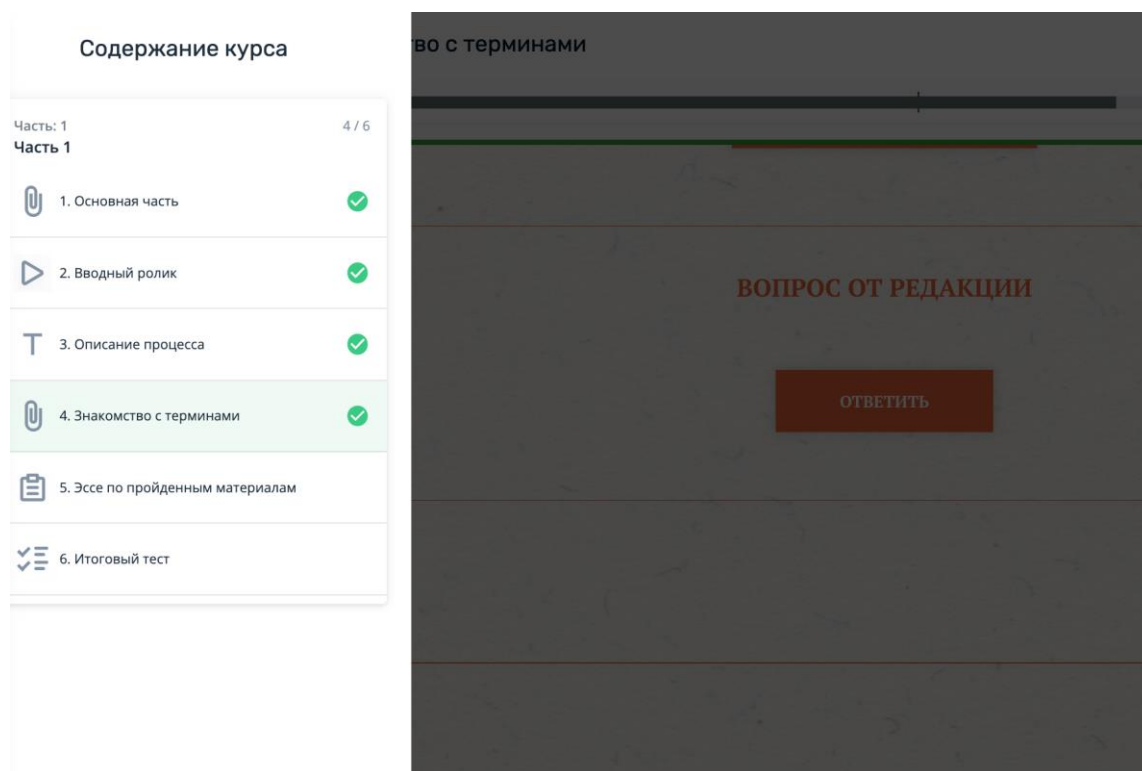 Содержание курса
во с терминами
Часть: 1
4 / 6
Часть 1
1. Основная часть
2. Вводный ролик
3. Описание процесса
4. Знакомство с терминами
5. Эссе по пройденным материалам
6. Итоговый тест
ВОПРОС ОТ РЕДАКЦИИ
ОТВЕТИТЬ